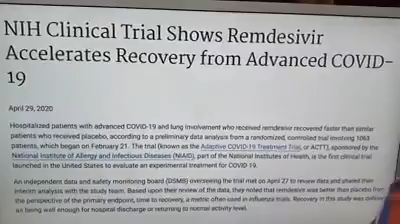 NIH Clinical Trial Shows Remdesivir
Accelerates Recovery from Advanced COVID-
19
April 29, 2020
Hospitalized patients with advanced COVID-19 and lung involvement who received remdesivir recovered faster than similar
patients who received placebo, according to a preliminary data analysis from a randomized, controlled trial involving 1063
patients, which began on February 21. The trial (known as the Adaptive COVID-19 Treatment Trial, or ACTT), sponsored by the
National Institute of Allergy and Infectious Diseases (NIAID), part of the National Institutes of Health, is the first clinical trial
launched in the United States to evaluate an experimental treatment for COVID-19.
An independent data and safety monitoring board (DSMB) overseeing the trial met on April 27 to review data and shared their
interim analysis with the study team. Based upon their review of the data, they noted that remdesivir was better than placebo from
the perspective of the primary endpoint, time to recovery, a metric often used in influenza trials. Recovery in this study was defined
as being well enough for hospital discharge or returning to normal activity level.